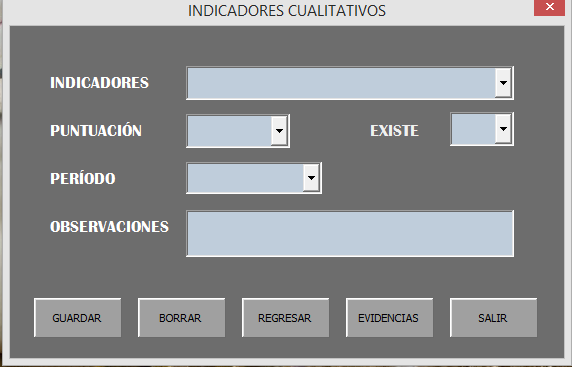 INDICADORES CUALITATIVOS
INDICADORES
PUNTUACIÓN EXISTE
PERÍODO
OBSERVACIONES
GUARDAR BORRAR REGRESAR EVIDENCIAS SALIR